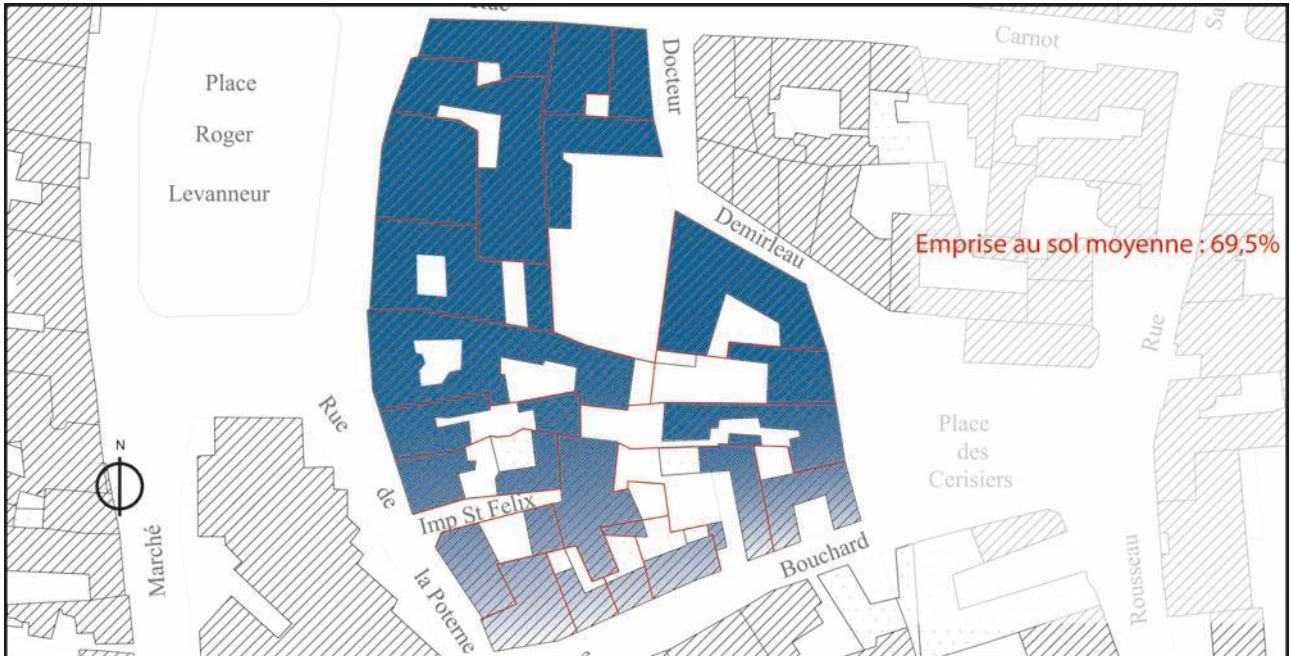 Rue
Place
Roger
Levanneur
Docteur
Demirleau
Carnot
Emprise au sol moyenne : 69,5%
Rue
Place
des
Cerisiers
Rousseau
Rue
de
la Poterne
Imp St Felix
Bouchard
N
Marché